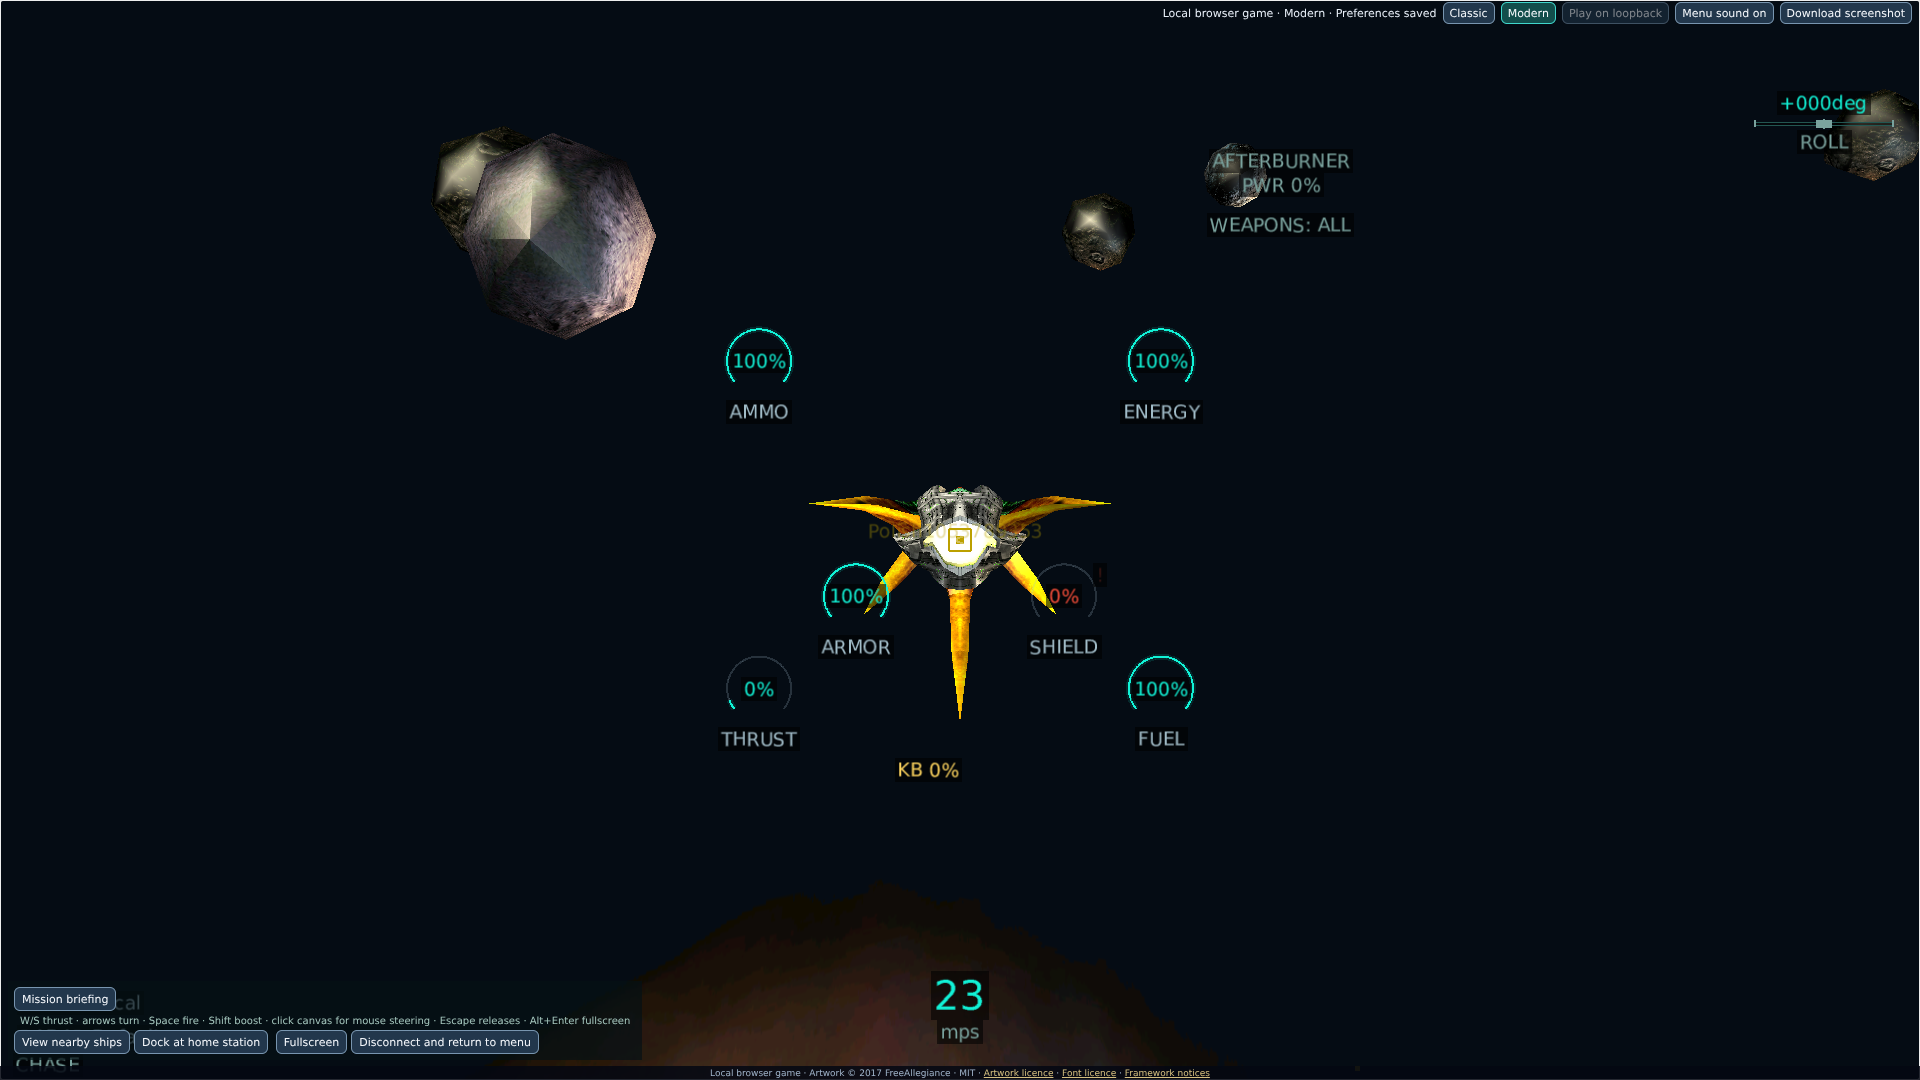 Local browser game · Modern · Preferences saved Classic Modern Play on loopback Menu sound on Download screenshot
+000deg
ROLL
AFTERBURNER
PWR 0%
WEAPONS: ALL
100%
AMMO
100%
ENERGY
100%
ARMOR
0%
!
SHIELD
0%
THRUST
100%
FUEL
KB 0%
23
mps
Mission briefing
W/S thrust · arrows turn · Space fire · Shift boost · click canvas for mouse steering · Escape releases · Alt+Enter fullscreen
View nearby ships Dock at home station Fullscreen Disconnect and return to menu
CHASE
Local browser game · Artwork © 2017 FreeAllegiance · MIT · Artwork licence · Font licence · Framework notices